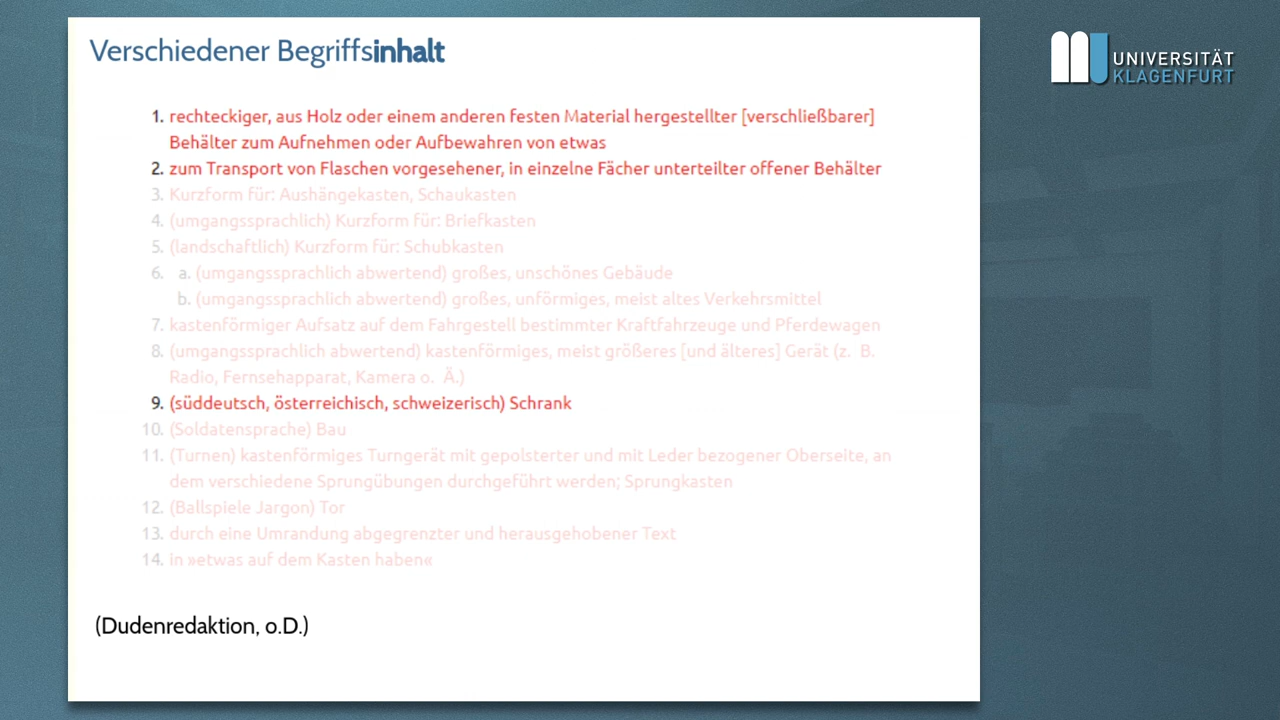 Verschiedener Begriffsinhalt
UNIVERSITÄT
KLAGENFURT
1. rechteckiger, aus Holz oder einem anderen festen Material hergestellter [verschließbarer]
Behälter zum Aufnehmen oder Aufbewahren von etwas
2. zum Transport von Flaschen vorgesehener, in einzelne Fächer unterteilter offener Behälter
3. Kurzform für: Aushängekasten, Schaukasten
4. (umgangssprachlich) Kurzform für: Briefkasten
5. (landschaftlich) Kurzform für: Schubkasten
6. a. (umgangssprachlich abwertend) großes, unschönes Gebäude
b. (umgangssprachlich abwertend) großes, unförmiges, meist altes Verkehrsmittel
7. kastenförmiger Aufsatz auf dem Fahrgestell bestimmter Kraftfahrzeuge und Pferdewagen
8. (umgangssprachlich abwertend) kastenförmiges, meist größeres [und älteres] Gerät (z. B.
Radio, Fernsehapparat, Kamera o. Ä.)
9. (süddeutsch, österreichisch, schweizerisch) Schrank
10. (Soldatensprache) Bau
11. (Turnen) kastenförmiges Turngerät mit gepolsterter und mit Leder bezogener Oberseite, an
dem verschiedene Sprungübungen durchgeführt werden; Sprungkasten
12. (Ballspiele Jargon) Tor
13. durch eine Umrandung abgegrenzter und herausgehobener Text
14. in »etwas auf dem Kasten haben«
(Dudenredaktion, o.D.)